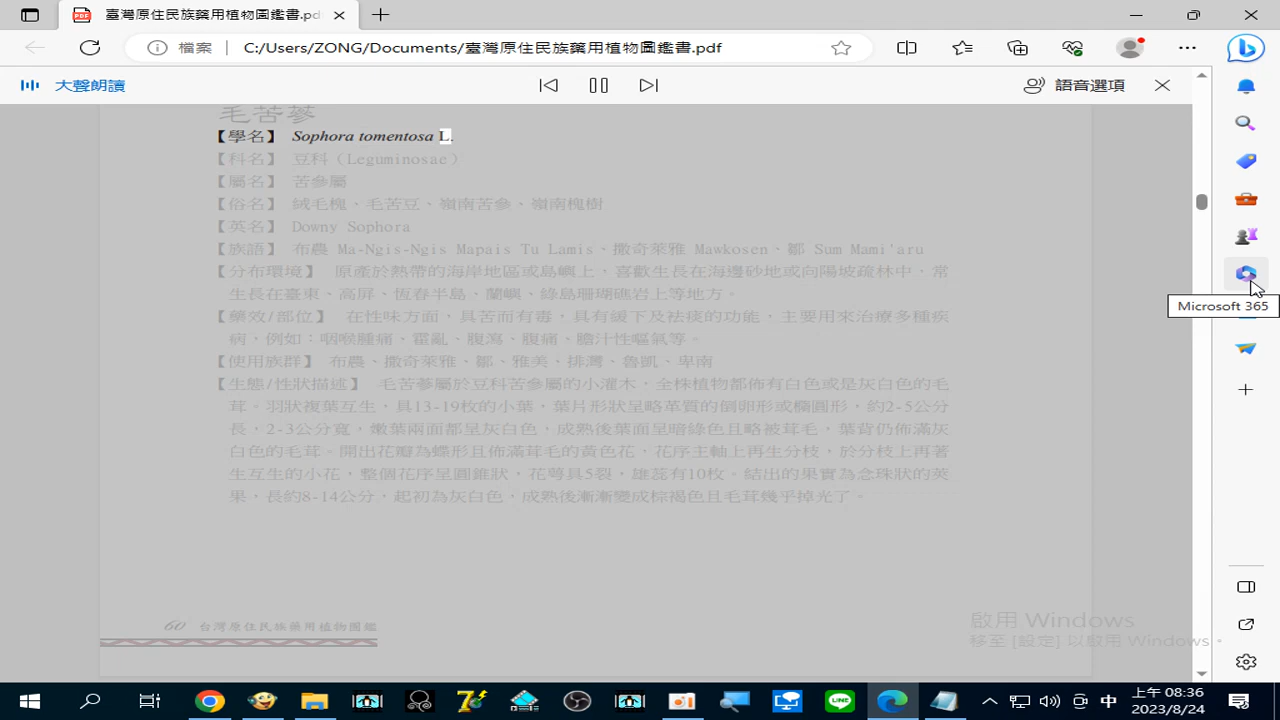 臺灣原住民族藥用植物圖鑑書.pdf
檔案 C:/Users/ZONG/Documents/臺灣原住民族藥用植物圖鑑書.pdf
大聲朗讀
語音選項
毛苦蔘
【學名】 Sophora tomentosa L.
【科名】 豆科（Leguminosac）
【屬名】 苦參屬
【俗名】 絨毛槐、毛苦豆、嶺南苦參、嶺南槐樹
【英名】 Downy Sophora
【族語】 布農 Ma-Ngis-Ngis Mapais Tu Lamis、撒奇萊雅 Mawkosen、鄒 Sum Mami'aru
【分布環境】 原產於熱帶的海岸地區或島嶼上，喜歡生長在海邊砂地或向陽坡疏林中，常
生長在臺東、高屏、恆春半島、蘭嶼、綠島珊瑚礁岩上等地方。
【藥效/部位】 在性味方面，具苦而有毒，具有緩下及祛痰的功能，主要用來治療多種疾
病，例如：咽喉腫痛、霍亂、腹瀉、腹痛、膽汁性嘔氣等。
【使用族群】 布農、撒奇萊雅、鄒、雅美、排灣、魯凱、卑南
【生態/性狀描述】 毛苦蔘屬於豆科苦參屬的小灌木，全株植物都佈有白色或是灰白色的毛
茸。羽狀複葉互生，具13-19枚的小葉，葉片形狀呈略革質的倒卵形或橢圓形，約2-5公分
長，2-3公分寬，嫩葉兩面都呈灰白色，成熟後葉面呈暗綠色且略被茸毛，葉背仍佈滿灰
白色的毛茸。開出花瓣為蝶形且佈滿茸毛的黃色花，花序主軸上再生分枝，於分枝上再著
生互生的小花，整個花序呈圓錐狀，花萼具5裂，雄蕊有10枚。結出的果實為念珠狀的莢
果，長約8-14公分，起初為灰白色，成熟後漸漸變成棕褐色且毛茸幾乎掉光了。
Microsoft 365
60 台灣原住民族藥用植物圖鑑
啟用 Windows
移至 [設定] 以啟用 Windows。
LINE
中
上午 08:36
2023/8/24